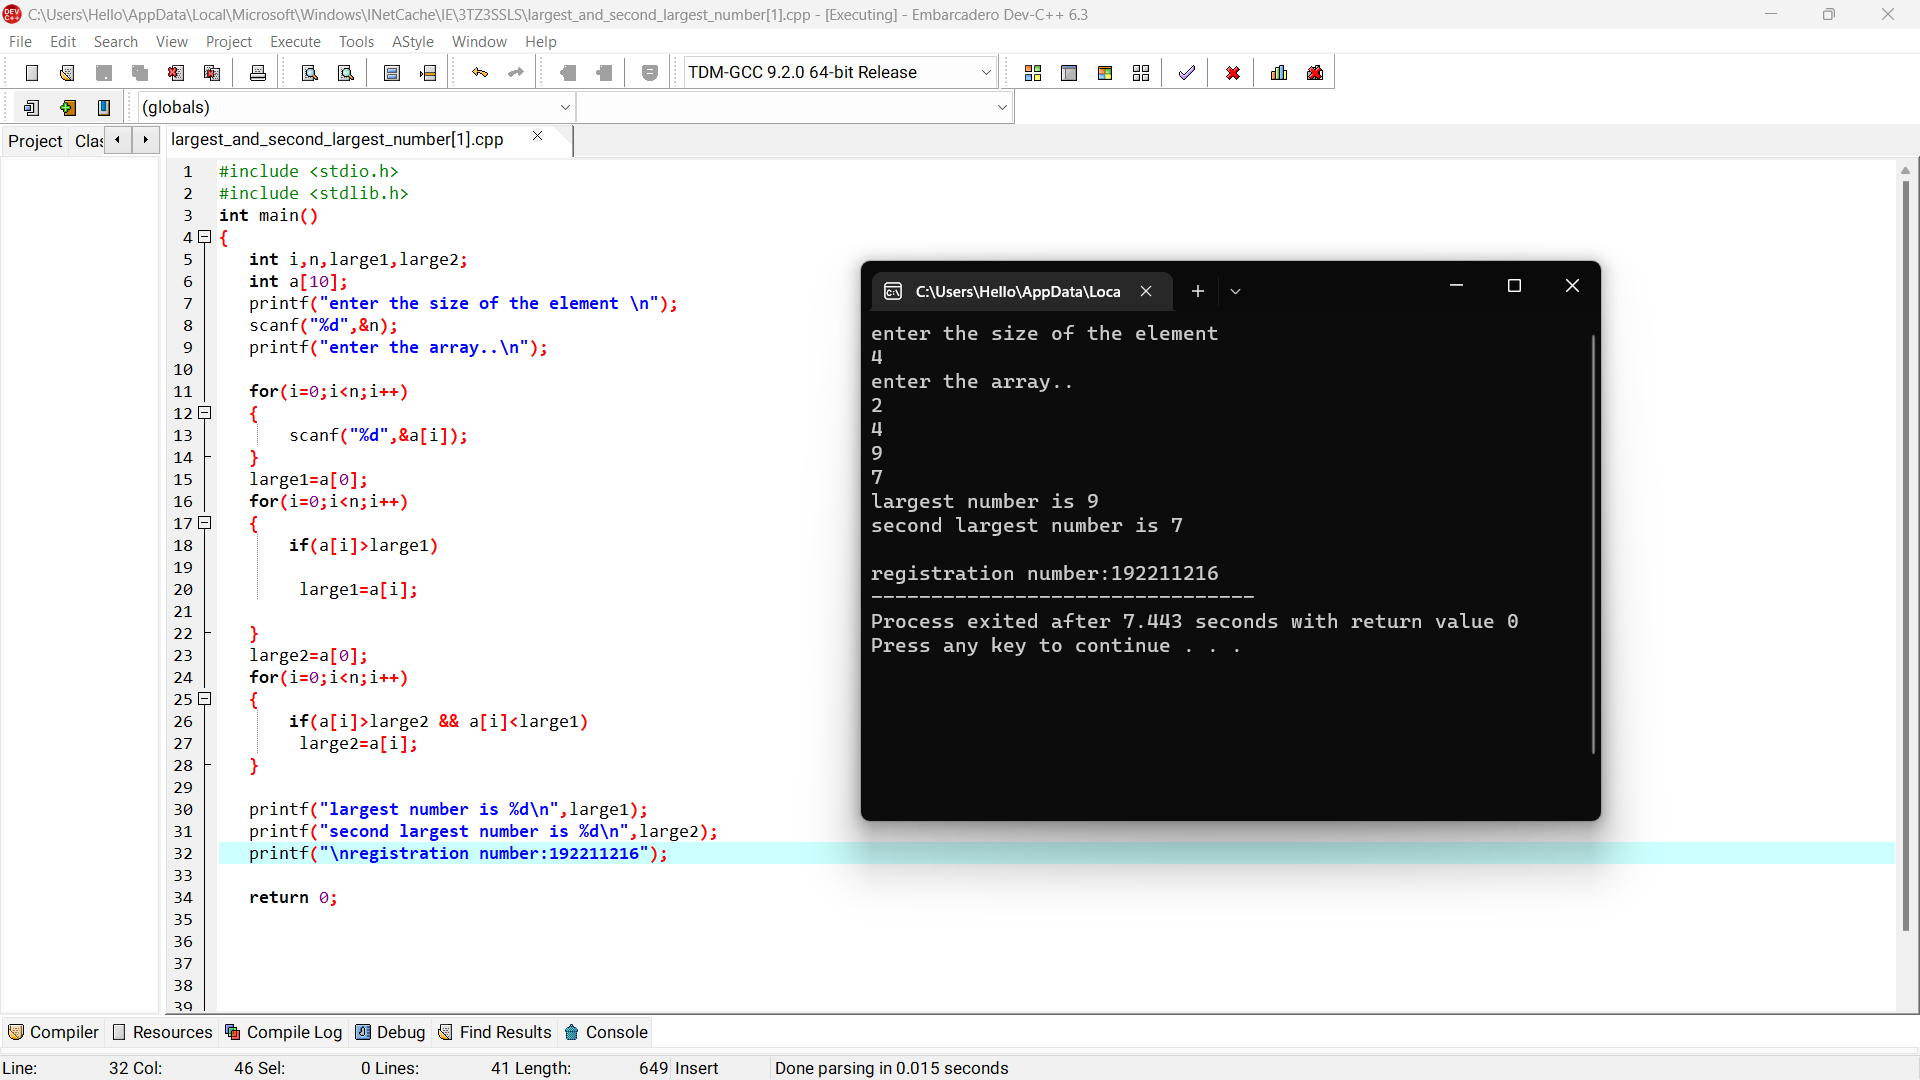 C:\Users\Hello\AppData\Local\Microsoft\Windows\INetCache\IE\3TZ3SSLS\largest_and_second_largest_number[1].cpp - [Executing] - Embarcadero Dev-C++ 6.3
File Edit Search View Project Execute Tools AStyle Window Help
TDM-GCC 9.2.0 64-bit Release
(globals)
Project Clas largest_and_second_largest_number[1].cpp
1 #include <stdio.h>
2 #include <stdlib.h>
3 int main()
4 {
5 int i,n,large1,large2;
6 int a[10];
7 printf("enter the size of the element \n");
8 scanf("%d",&n);
9 printf("enter the array..\n");
10
11 for(i=0;i<n;i++)
12 {
13 scanf("%d",&a[i]);
14 }
15 large1=a[0];
16 for(i=0;i<n;i++)
17 {
18 if(a[i]>large1)
19
20 large1=a[i];
21
22 }
23 large2=a[0];
24 for(i=0;i<n;i++)
25 {
26 if(a[i]>large2 && a[i]<large1)
27 large2=a[i];
28 }
29
30 printf("largest number is %d\n",large1);
31 printf("second largest number is %d\n",large2);
32 printf("\nregistration number:192211216");
33
34 return 0;
35
36
37
38
39
C:\Users\Hello\AppData\Loca
enter the size of the element
4
enter the array..
2
4
9
7
largest number is 9
second largest number is 7
registration number:192211216
--------------------------------
Process exited after 7.443 seconds with return value 0
Press any key to continue . . .
Compiler Resources Compile Log Debug Find Results Console
Line: 32 Col: 46 Sel: 0 Lines: 41 Length: 649 Insert Done parsing in 0.015 seconds